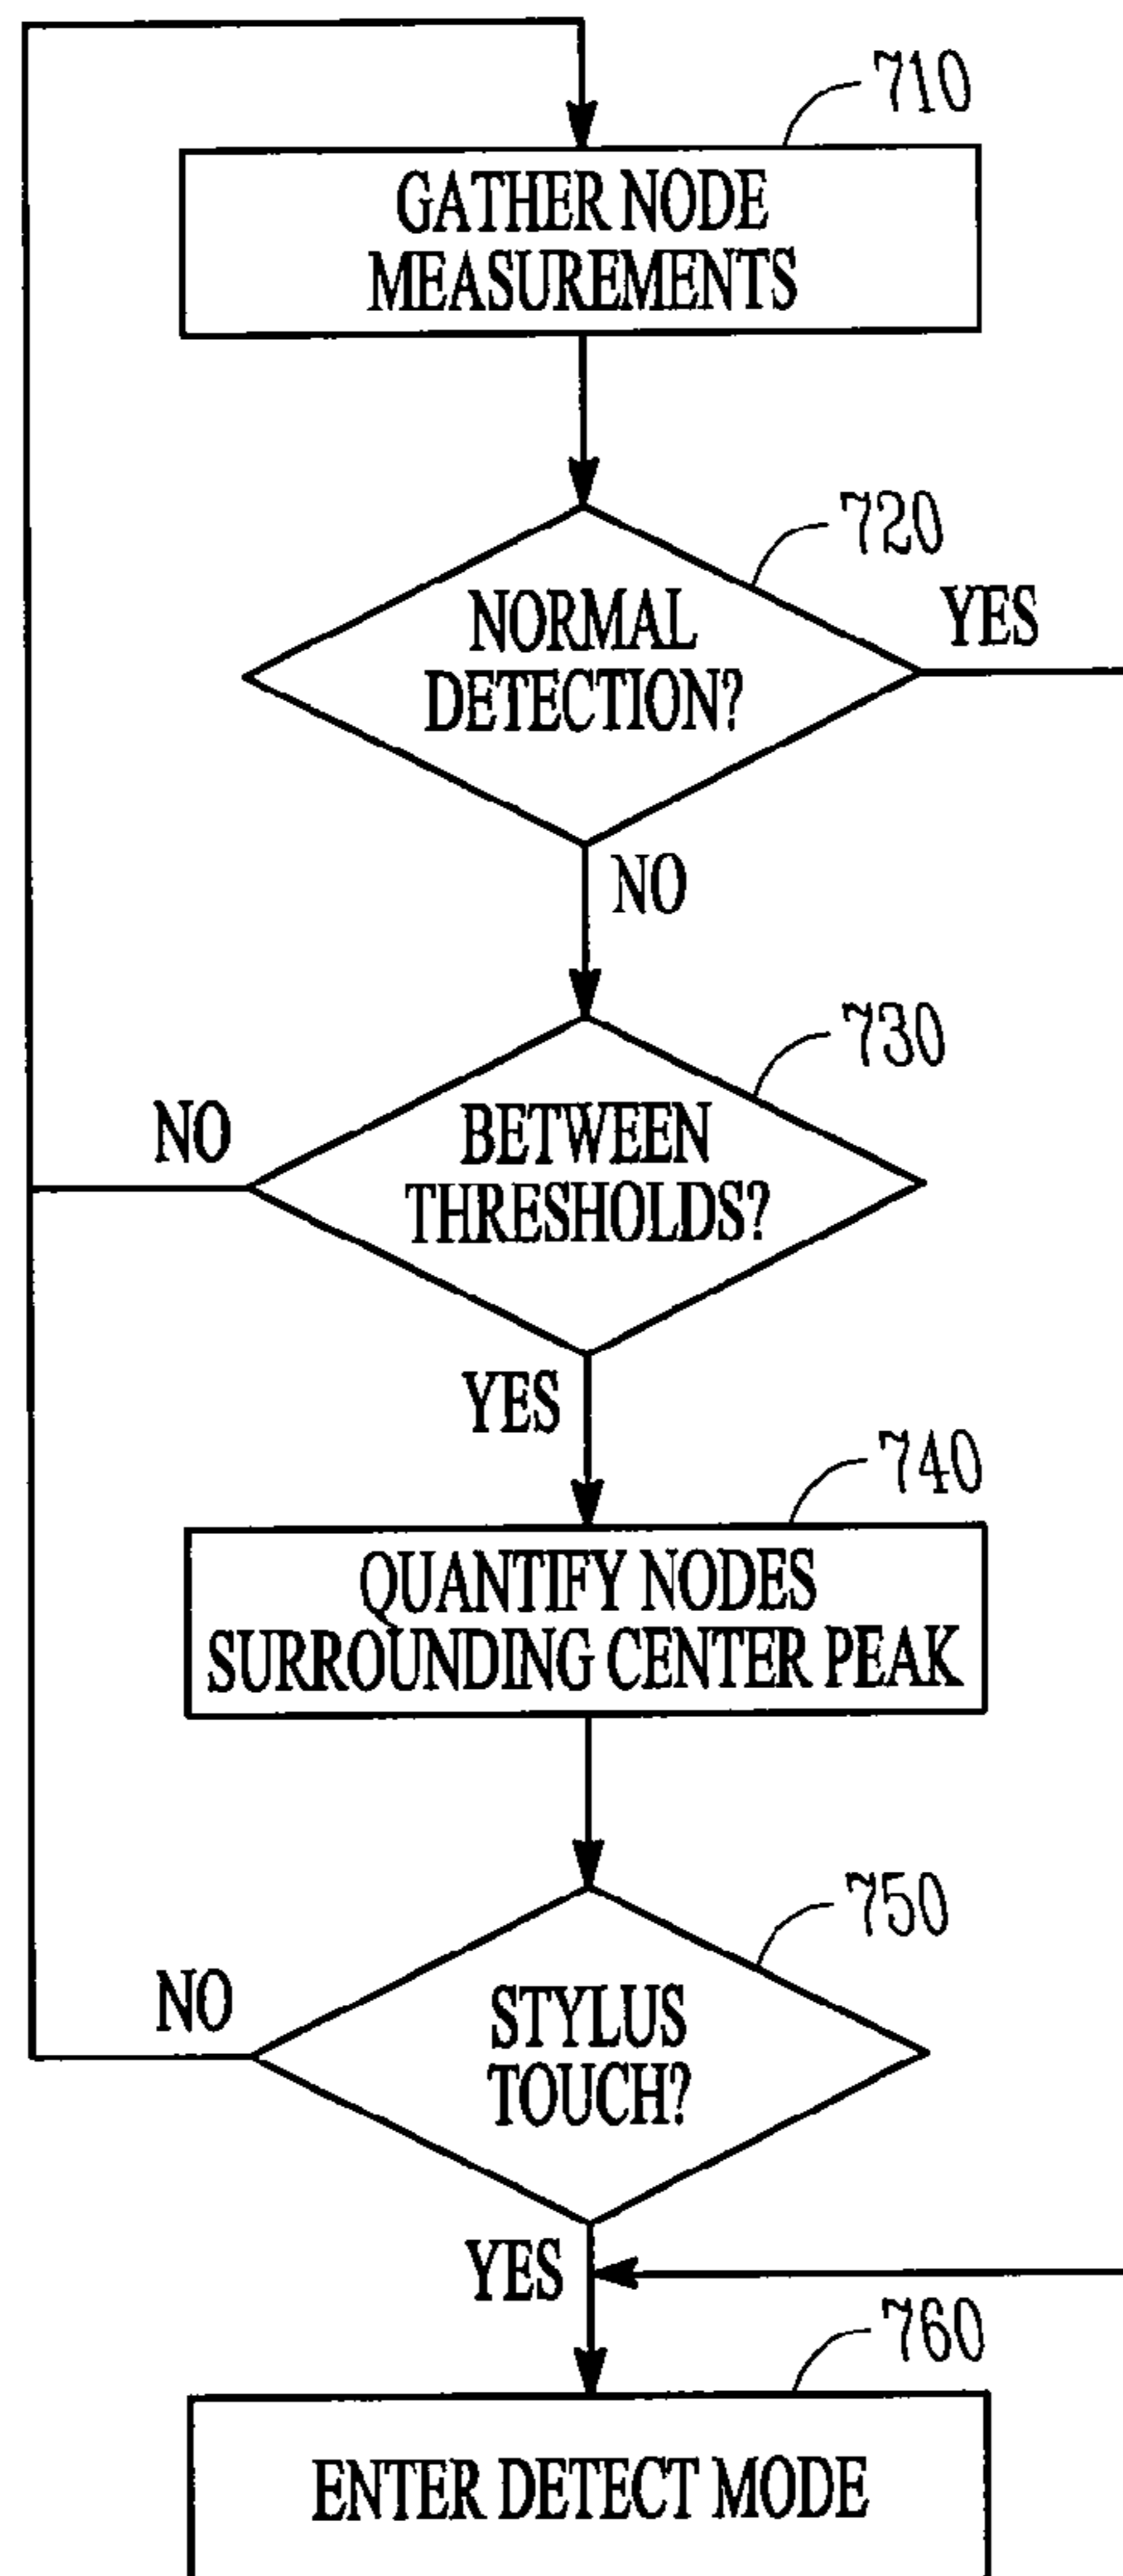 710
GATHER NODE
MEASUREMENTS
720
NORMAL
DETECTION?
YES
NO
730
BETWEEN
THRESHOLDS?
NO
YES
740
QUANTIFY NODES
SURROUNDING CENTER PEAK
750
STYLUS
TOUCH?
NO
YES
760
ENTER DETECT MODE